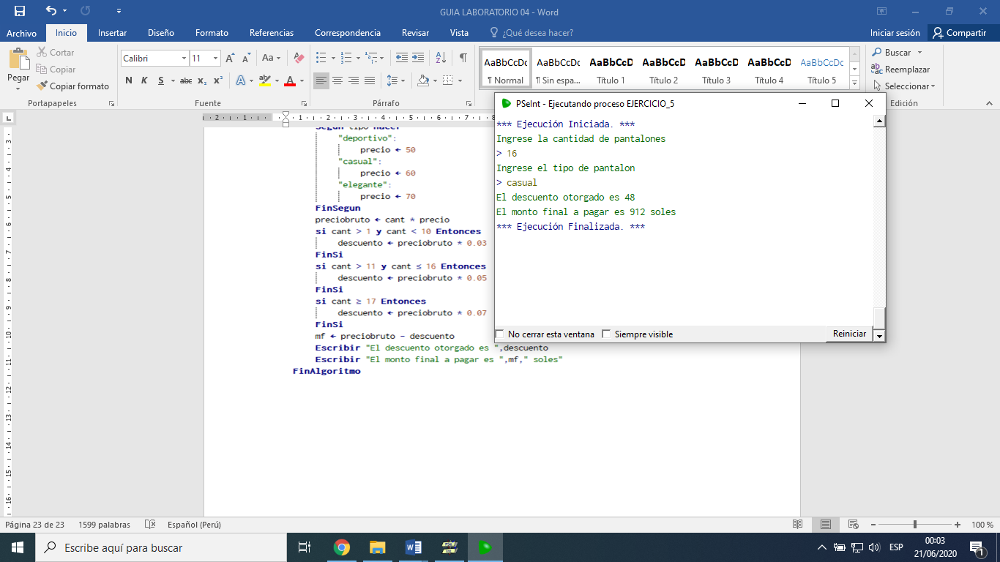 GUIA LABORATORIO 04 - Word
Archivo Inicio Insertar Diseño Formato Referencias Correspondencia Revisar Vista ¿Qué desea hacer? Iniciar sesión Compartir
Pegar
Cortar
Copiar
Copiar formato
Portapapeles
Calibri 11
N K S abc x₂ x²
Fuente
Párrafo
AaBbCcDc AaBbCcDc AaBbCcD AaBbCcD AaBbCcD AaBbCcD AaBbCcDc
¶ Normal ¶ Sin espa... Título 1 Título 2 Título 3 Título 4 Título 5
Buscar
Reemplazar
Seleccionar
Edición
Segun tipo Hacer
"deportivo":
precio ← 50
"casual":
precio ← 60
"elegante":
precio ← 70
FinSegun
preciobruto ← cant * precio
si cant > 1 y cant < 10 Entonces
descuento ← preciobruto * 0.03
FinSi
si cant > 11 y cant ≤ 16 Entonces
descuento ← preciobruto * 0.05
FinSi
si cant ≥ 17 Entonces
descuento ← preciobruto * 0.07
FinSi
mf ← preciobruto - descuento
Escribir "El descuento otorgado es ",descuento
Escribir "El monto final a pagar es ",mf," soles"
FinAlgoritmo
PSeInt - Ejecutando proceso EJERCICIO_5
*** Ejecución Iniciada. ***
Ingrese la cantidad de pantalones
> 16
Ingrese el tipo de pantalon
> casual
El descuento otorgado es 48
El monto final a pagar es 912 soles
*** Ejecución Finalizada. ***
No cerrar esta ventana Siempre visible Reiniciar
Página 23 de 23 1599 palabras Español (Perú) 100 %
Escribe aquí para buscar
ESP
00:03
21/06/2020